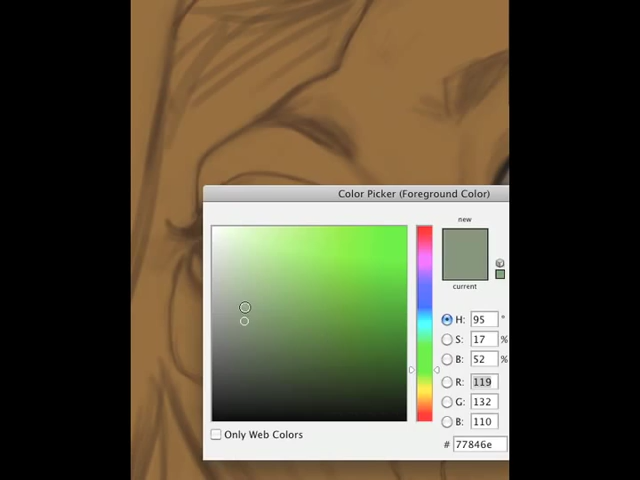 Color Picker (Foreground Color)
new
current
H: 95 °
S: 17 %
B: 52 %
R: 119
G: 132
B: 110
# 77846e
Only Web Colors